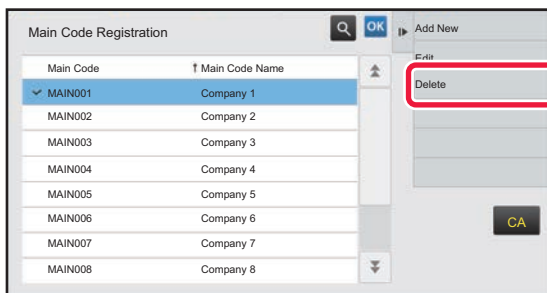 Main Code Registration OK Add New
Edit
Main Code Main Code Name
Delete
MAIN001 Company 1
MAIN002 Company 2
MAIN003 Company 3
MAIN004 Company 4
MAIN005 Company 5
MAIN006 Company 6
CA
MAIN007 Company 7
MAIN008 Company 8